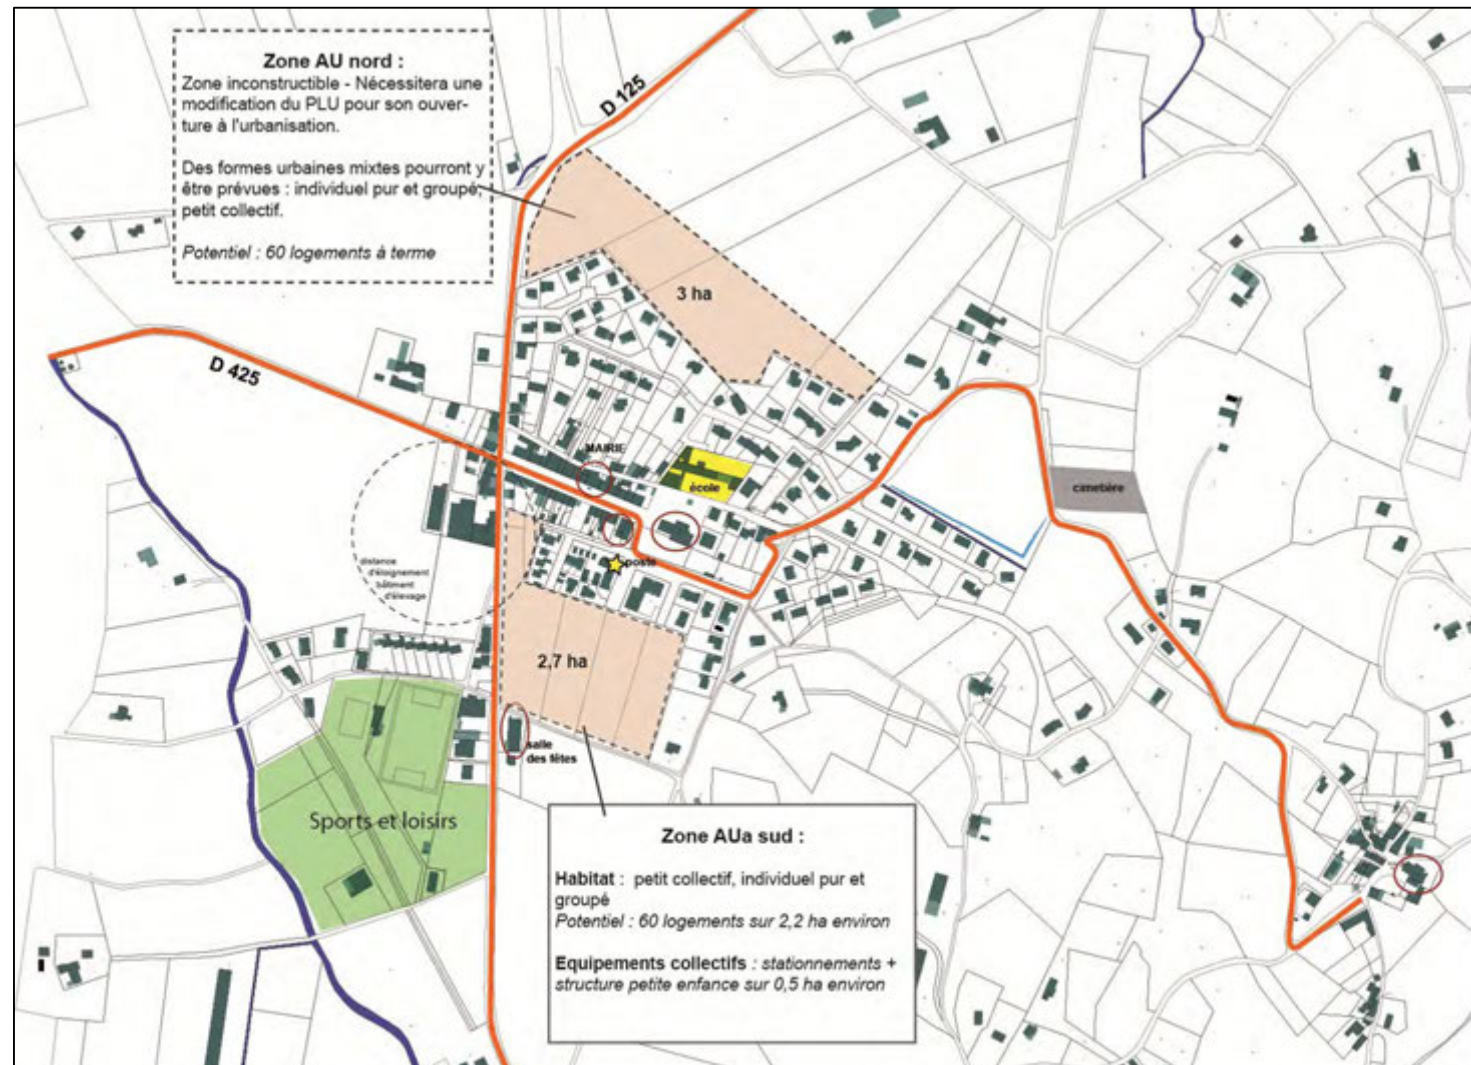 Zone AU nord :
Zone inconstructible - Nécessitera une
modification du PLU pour son ouver-
ture à l'urbanisation.
Des formes urbaines mixtes pourront y
être prévues : individuel pur et groupé,
petit collectif.
Potentiel : 60 logements à terme
D 125
3 ha
D 425
MAIRIE
école
cimetière
poste
distance
d'éloignement
bâtiment
d'élevage
2,7 ha
salle
des fêtes
Sports et loisirs
Zone AUa sud :
Habitat : petit collectif, individuel pur et
groupé
Potentiel : 60 logements sur 2,2 ha environ
Equipements collectifs : stationnements +
structure petite enfance sur 0,5 ha environ